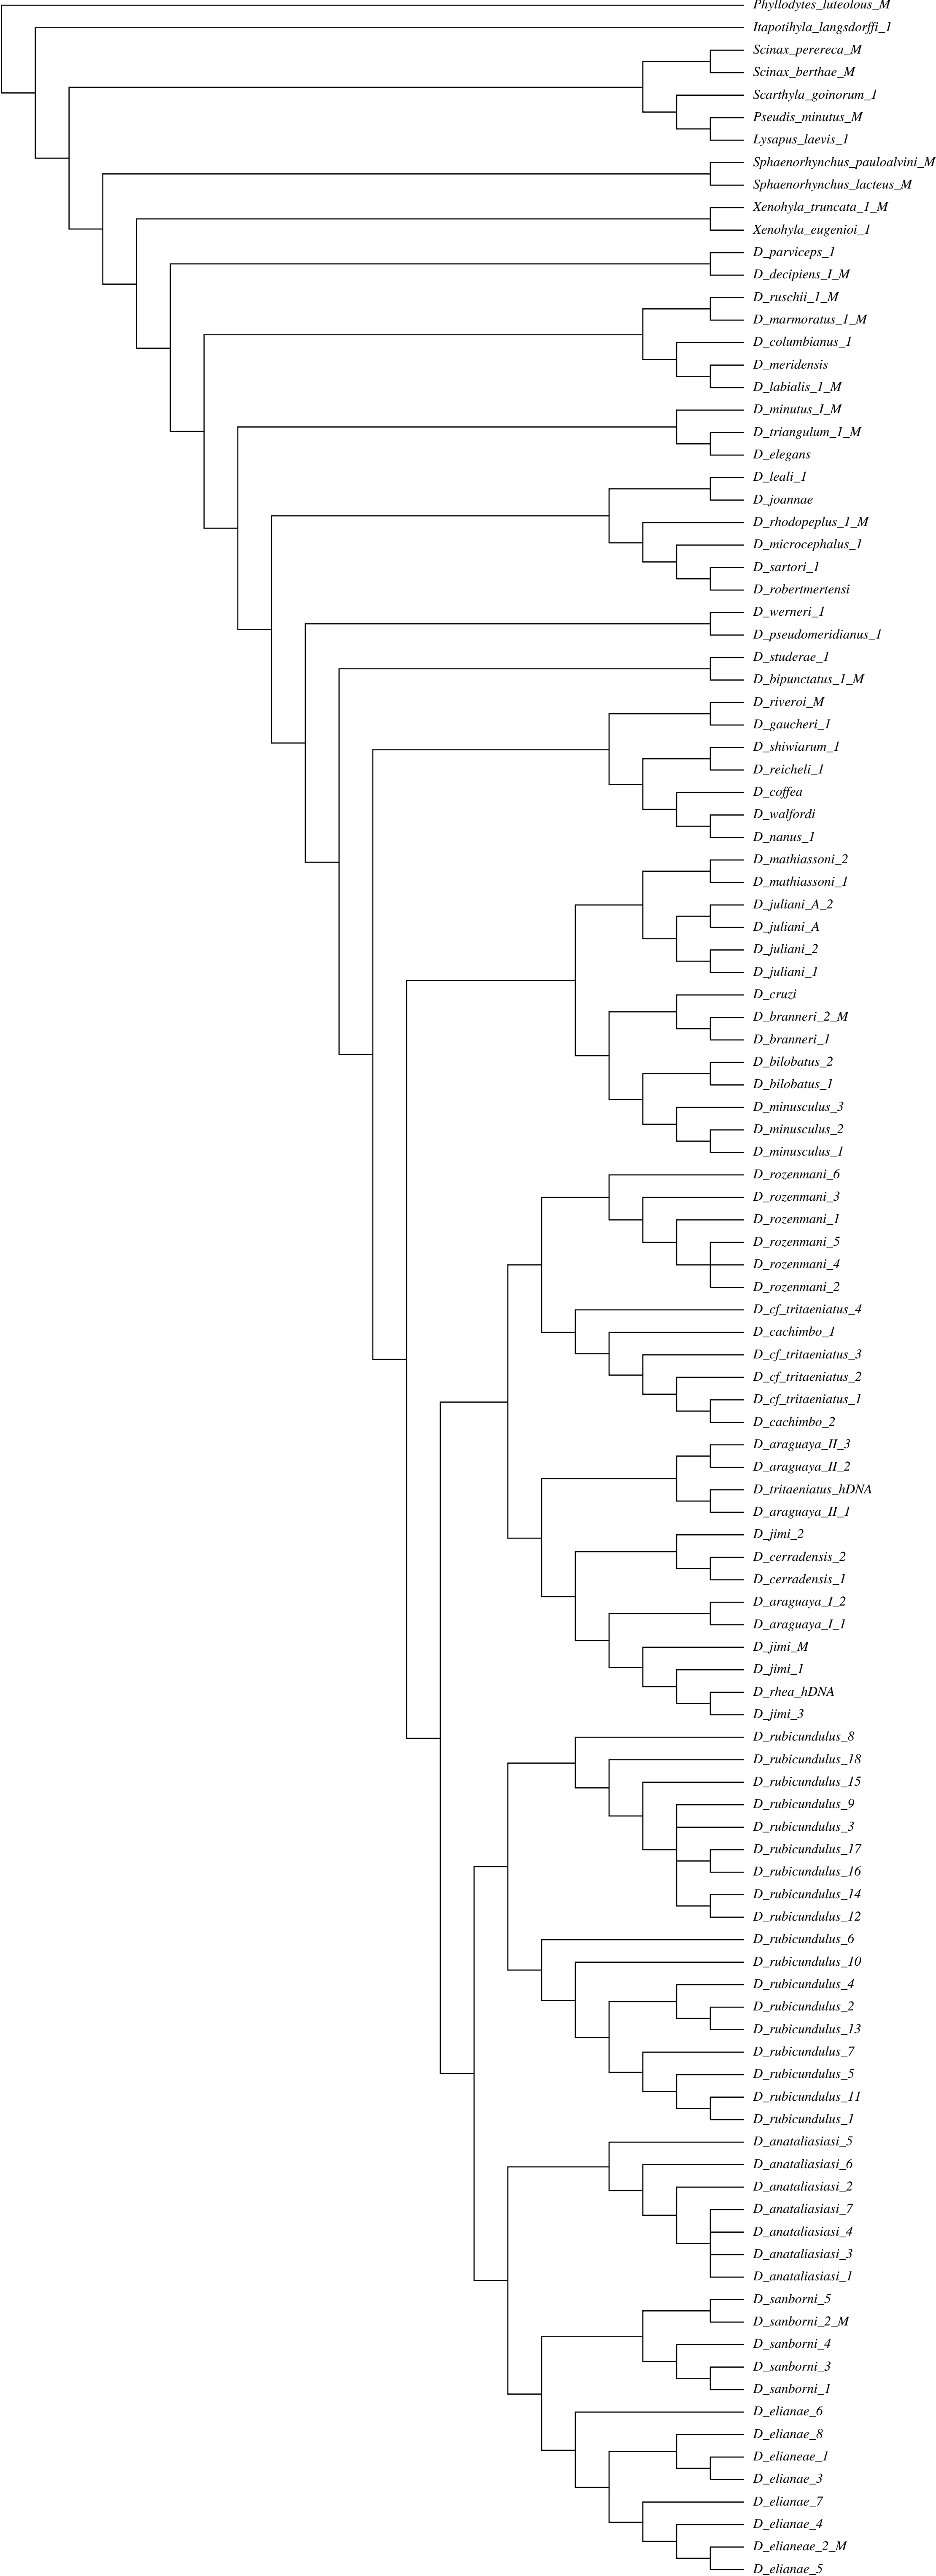 Phyllodytes_luteolous_M
Itapotihyla_langsdorffi_1
Scinax_perereca_M
Scinax_berthae_M
Scarthyla_goinorum_1
Pseudis_minutus_M
Lysapus_laevis_1
Sphaenorhynchus_pauloalvini_M
Sphaenorhynchus_lacteus_M
Xenohyla_truncata_1_M
Xenohyla_eugenioi_1
D_parviceps_1
D_decipiens_I_M
D_ruschii_1_M
D_marmoratus_1_M
D_columbianus_1
D_meridensis
D_labialis_1_M
D_minutus_I_M
D_triangulum_1_M
D_elegans
D_leali_1
D_joannae
D_rhodopeplus_1_M
D_microcephalus_1
D_sartori_1
D_robertmertensi
D_werneri_1
D_pseudomeridianus_1
D_studerae_1
D_bipunctatus_1_M
D_riveroi_M
D_gaucheri_1
D_shiwiarum_1
D_reicheli_1
D_coffea
D_walfordi
D_nanus_1
D_mathiassoni_2
D_mathiassoni_1
D_juliani_A_2
D_juliani_A
D_juliani_2
D_juliani_1
D_cruzi
D_branneri_2_M
D_branneri_1
D_bilobatus_2
D_bilobatus_1
D_minusculus_3
D_minusculus_2
D_minusculus_1
D_rozenmani_6
D_rozenmani_3
D_rozenmani_1
D_rozenmani_5
D_rozenmani_4
D_rozenmani_2
D_cf_tritaeniatus_4
D_cachimbo_1
D_cf_tritaeniatus_3
D_cf_tritaeniatus_2
D_cf_tritaeniatus_1
D_cachimbo_2
D_araguaya_II_3
D_araguaya_II_2
D_tritaeniatus_hDNA
D_araguaya_II_1
D_jimi_2
D_cerradensis_2
D_cerradensis_1
D_araguaya_I_2
D_araguaya_I_1
D_jimi_M
D_jimi_1
D_rhea_hDNA
D_jimi_3
D_rubicundulus_8
D_rubicundulus_18
D_rubicundulus_15
D_rubicundulus_9
D_rubicundulus_3
D_rubicundulus_17
D_rubicundulus_16
D_rubicundulus_14
D_rubicundulus_12
D_rubicundulus_6
D_rubicundulus_10
D_rubicundulus_4
D_rubicundulus_2
D_rubicundulus_13
D_rubicundulus_7
D_rubicundulus_5
D_rubicundulus_11
D_rubicundulus_1
D_anataliasiasi_5
D_anataliasiasi_6
D_anataliasiasi_2
D_anataliasiasi_7
D_anataliasiasi_4
D_anataliasiasi_3
D_anataliasiasi_1
D_sanborni_5
D_sanborni_2_M
D_sanborni_4
D_sanborni_3
D_sanborni_1
D_elianae_6
D_elianae_8
D_elianeae_1
D_elianae_3
D_elianae_7
D_elianae_4
D_elianeae_2_M
D_elianae_5